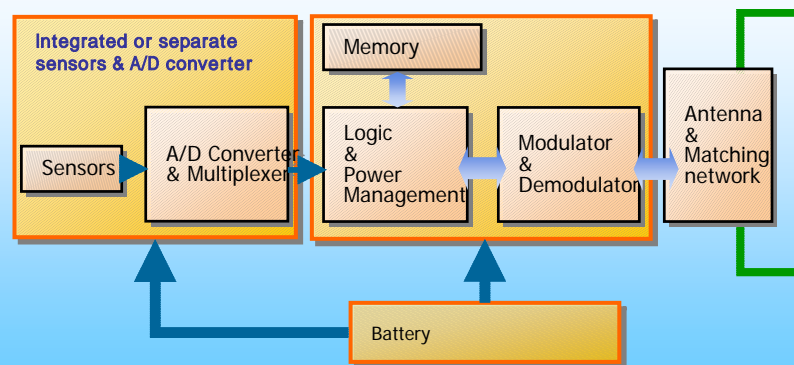 Integrated or separate
sensors & A/D converter
Sensors
A/D Converter
& Multiplexer
Memory
Logic
&
Power
Management
Modulator
&
Demodulator
Antenna
&
Matching
network
Battery